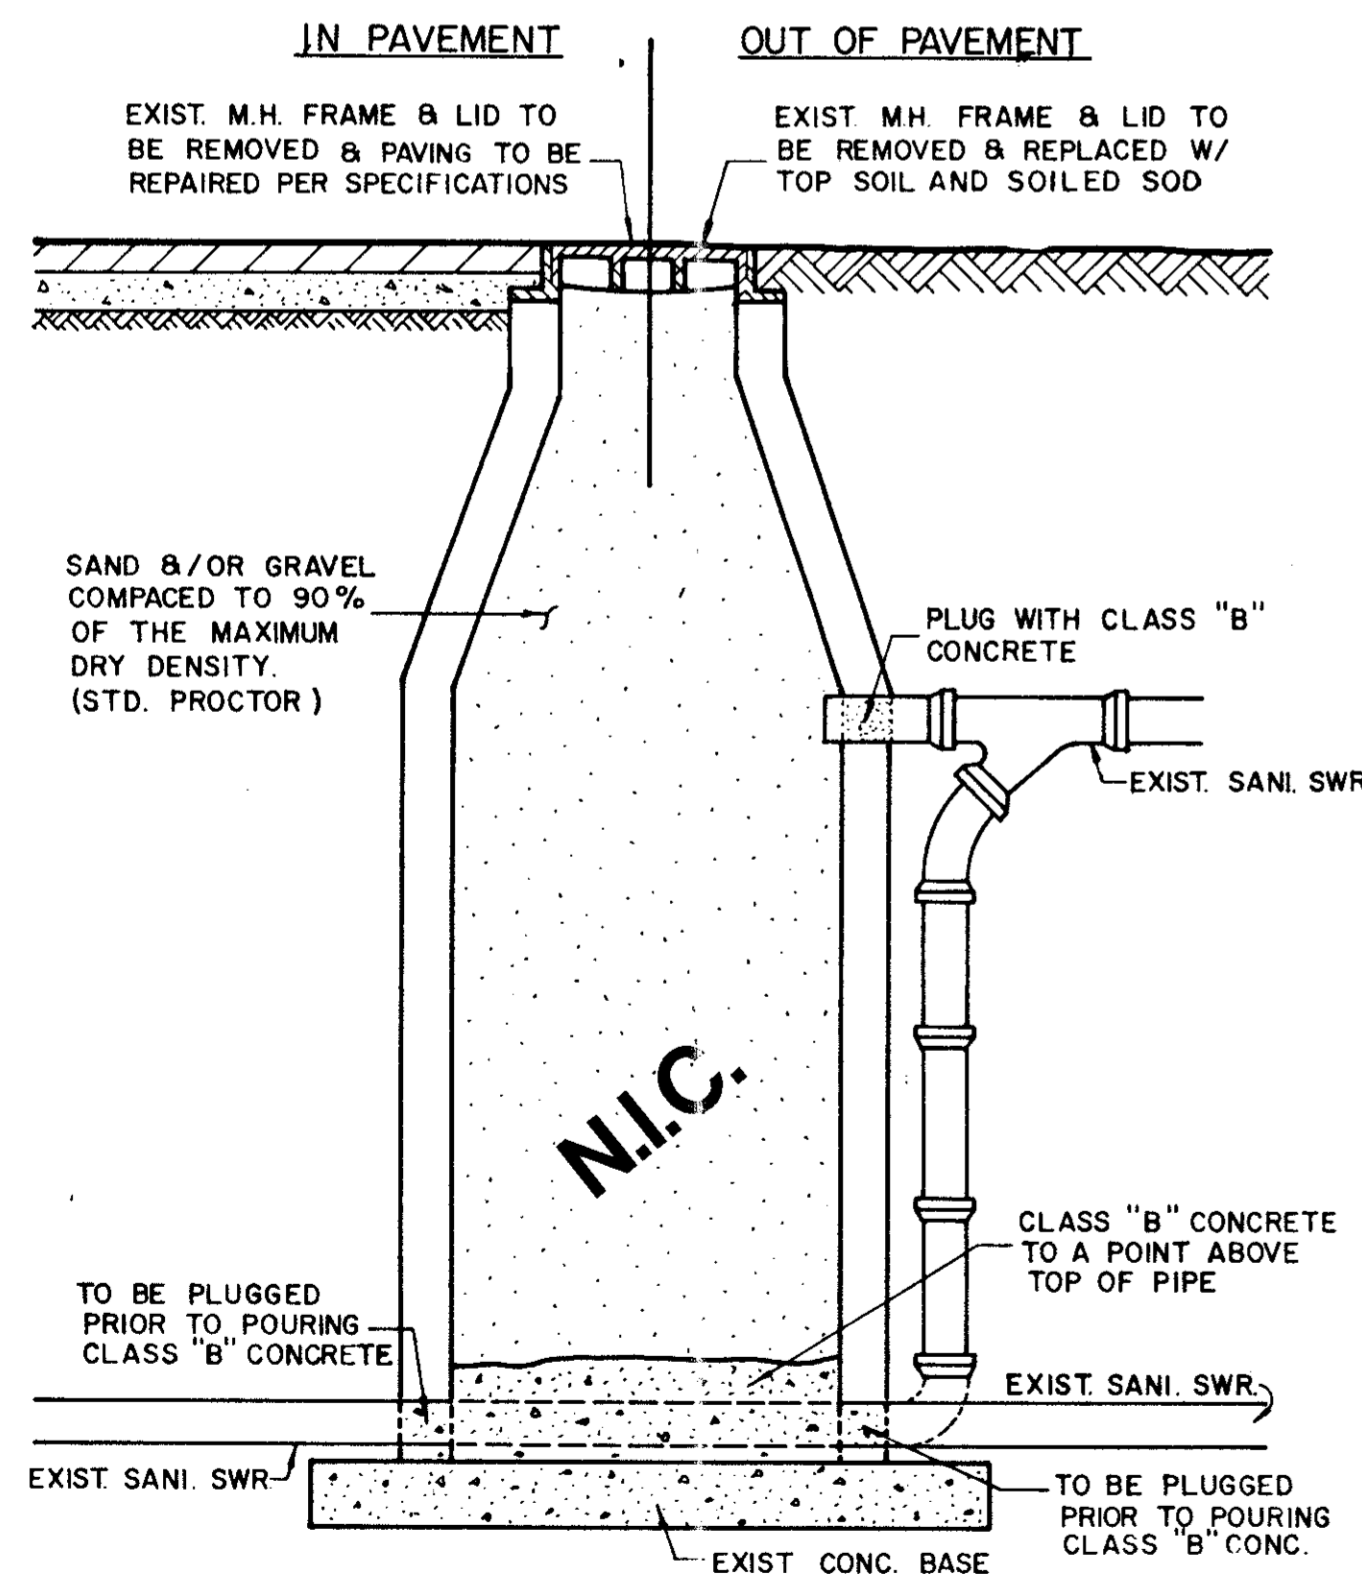 IN PAVEMENT
OUT OF PAVEMENT
EXIST. M.H. FRAME & LID TO
BE REMOVED & PAVING TO BE
REPAIRED PER SPECIFICATIONS
EXIST. M.H. FRAME & LID TO
BE REMOVED & REPLACED W/
TOP SOIL AND SOILED SOD
SAND &/OR GRAVEL
COMPACED TO 90%
OF THE MAXIMUM
DRY DENSITY.
(STD. PROCTOR)
PLUG WITH CLASS "B"
CONCRETE
EXIST. SANI. SWR
N.I.C.
CLASS "B" CONCRETE
TO A POINT ABOVE
TOP OF PIPE
TO BE PLUGGED
PRIOR TO POURING
CLASS "B" CONCRETE
EXIST. SANI. SWR.
EXIST. SANI. SWR.
TO BE PLUGGED
PRIOR TO POURING
CLASS "B" CONC.
EXIST CONC. BASE